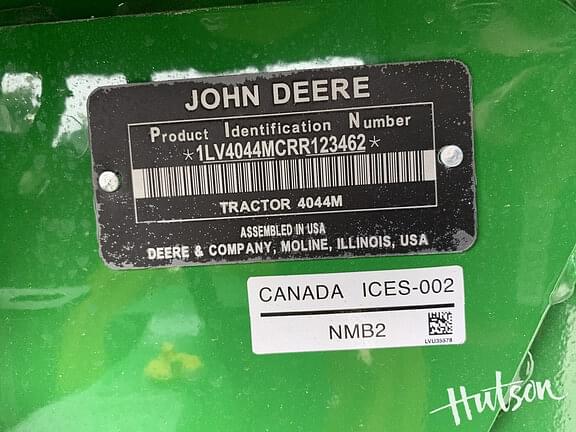 JOHN DEERE
Product Identification Number
*1LV4044MCRR123462*
TRACTOR 4044M
ASSEMBLED IN USA
DEERE & COMPANY, MOLINE, ILLINOIS, USA
CANADA ICES-002
NMB2
LVU35578
Hutson